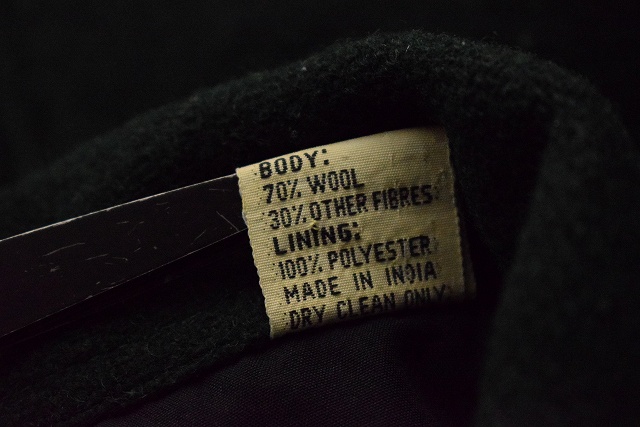 BODY:
70% WOOL
30% OTHER FIBRES
LINING:
100% POLYESTER
MADE IN INDIA
DRY CLEAN ONLY